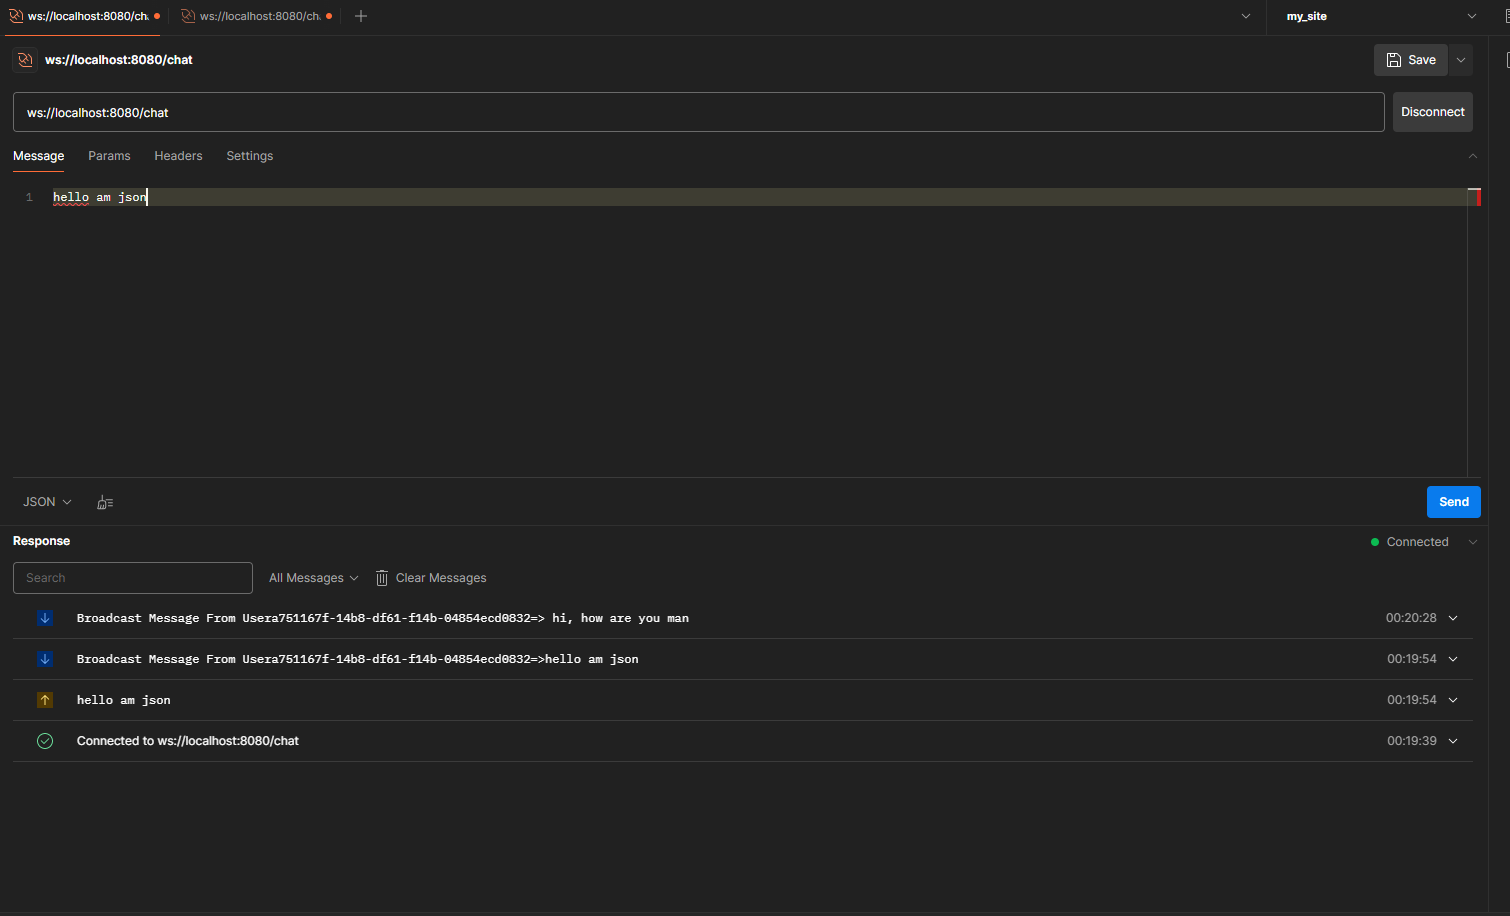 ws://localhost:8080/ch
ws://localhost:8080/ch
my_site
ws://localhost:8080/chat
Save
ws://localhost:8080/chat
Disconnect
Message Params Headers Settings
1 hello am json
JSON
Send
Response
Connected
Search
All Messages
Clear Messages
Broadcast Message From Usera751167f-14b8-df61-f14b-04854ecd0832=> hi, how are you man 00:20:28
Broadcast Message From Usera751167f-14b8-df61-f14b-04854ecd0832=>hello am json 00:19:54
hello am json 00:19:54
Connected to ws://localhost:8080/chat 00:19:39